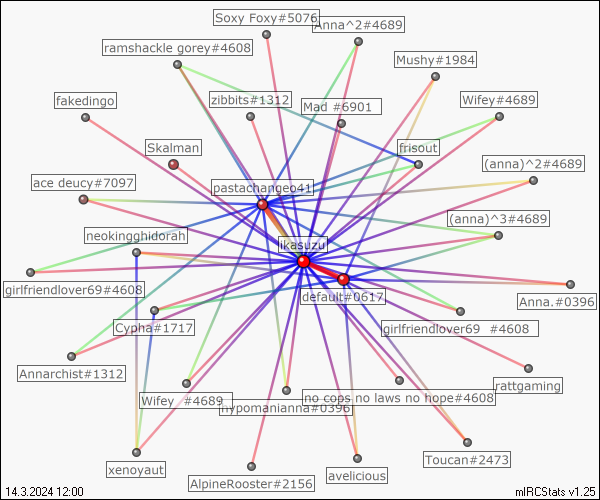 Soxy Foxy#5076
Anna^2#4689
ramshackle gorey#4608
Mushy#1984
fakedingo
zibbits#1312
Mad #6901
Wifey#4689
Skalman
frisout
(anna)^2#4689
ace deucy#7097
pastachangeo41
(anna)^3#4689
neokingghidorah
likasuzu
girlfriendlover69#4608
default#0617
Anna.#0396
Cypha#1717
girlfriendlover69 #4608
Annarchist#1312
rattgaming
Wifey #4689
hypomanianna#0396
no cops no laws no hope#4608
xenoyaut
Toucan#2473
AlpineRooster#2156
avelicious
14.3.2024 12:00
mIRCStats v1.25